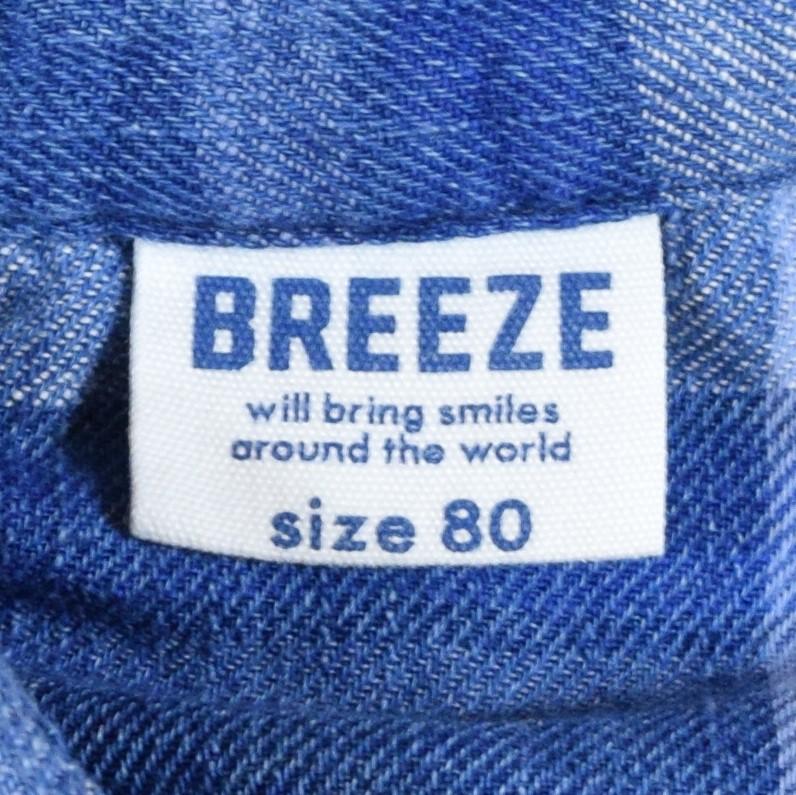 BREEZE
will bring smiles
around the world
size 80